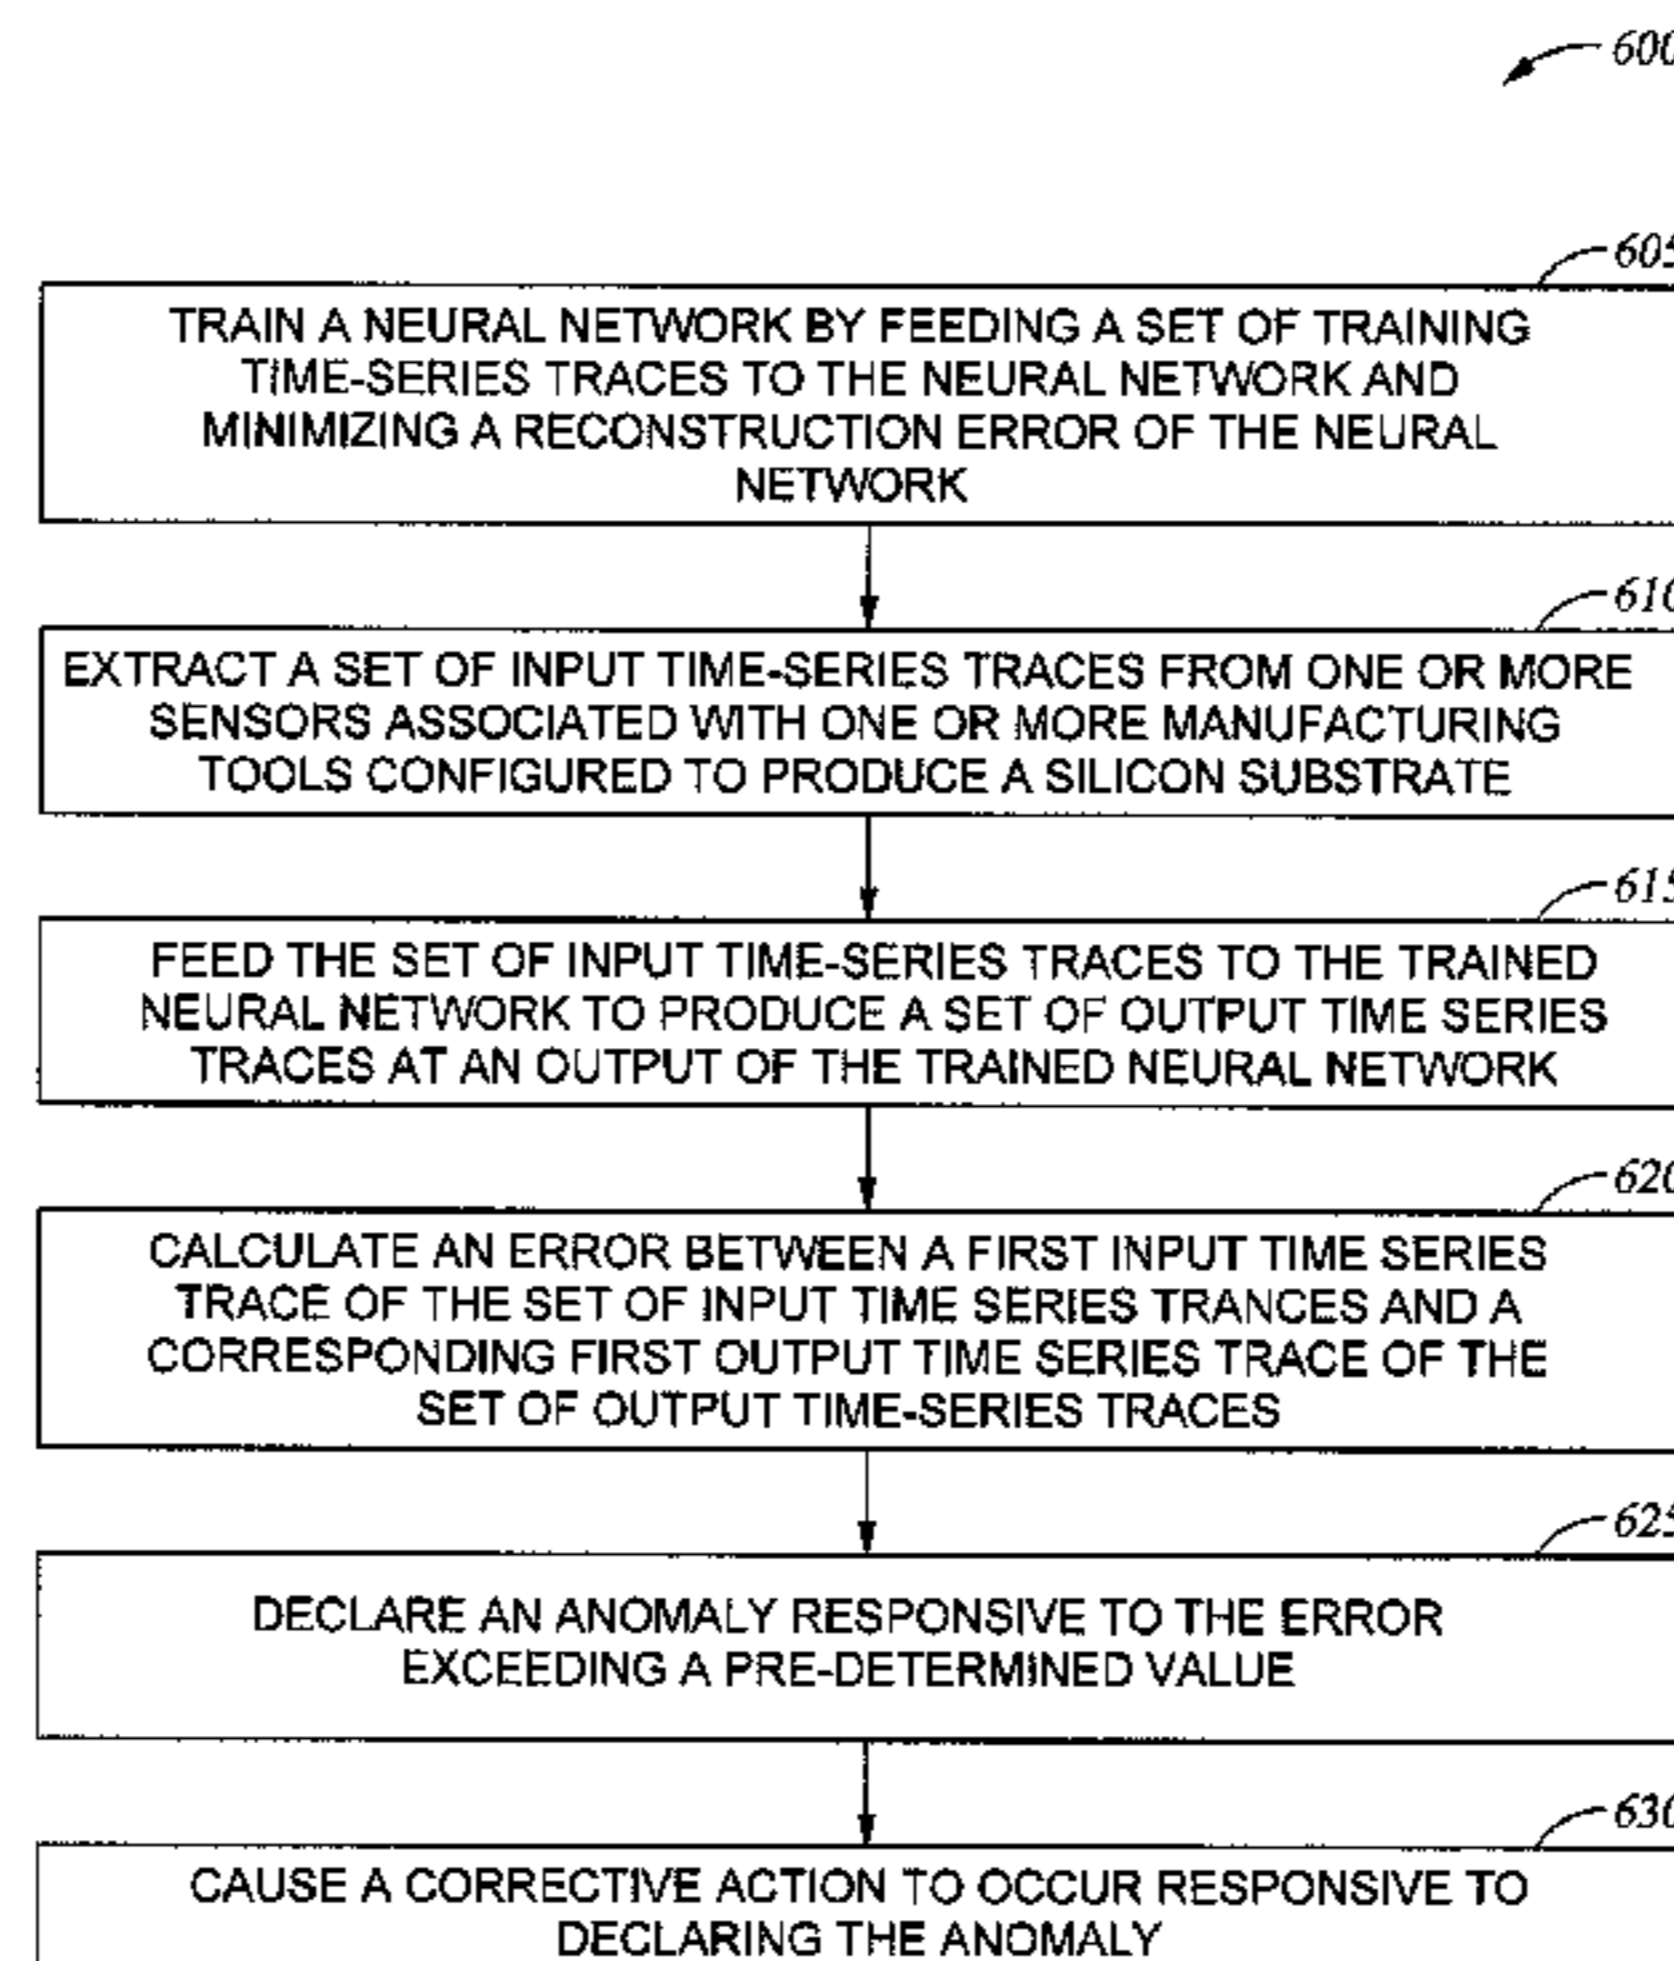 600
605
TRAIN A NEURAL NETWORK BY FEEDING A SET OF TRAINING
TIME-SERIES TRACES TO THE NEURAL NETWORK AND
MINIMIZING A RECONSTRUCTION ERROR OF THE NEURAL
NETWORK
610
EXTRACT A SET OF INPUT TIME-SERIES TRACES FROM ONE OR MORE
SENSORS ASSOCIATED WITH ONE OR MORE MANUFACTURING
TOOLS CONFIGURED TO PRODUCE A SILICON SUBSTRATE
615
FEED THE SET OF INPUT TIME-SERIES TRACES TO THE TRAINED
NEURAL NETWORK TO PRODUCE A SET OF OUTPUT TIME SERIES
TRACES AT AN OUTPUT OF THE TRAINED NEURAL NETWORK
620
CALCULATE AN ERROR BETWEEN A FIRST INPUT TIME SERIES
TRACE OF THE SET OF INPUT TIME SERIES TRANCES AND A
CORRESPONDING FIRST OUTPUT TIME SERIES TRACE OF THE
SET OF OUTPUT TIME-SERIES TRACES
625
DECLARE AN ANOMALY RESPONSIVE TO THE ERROR
EXCEEDING A PRE-DETERMINED VALUE
630
CAUSE A CORRECTIVE ACTION TO OCCUR RESPONSIVE TO
DECLARING THE ANOMALY